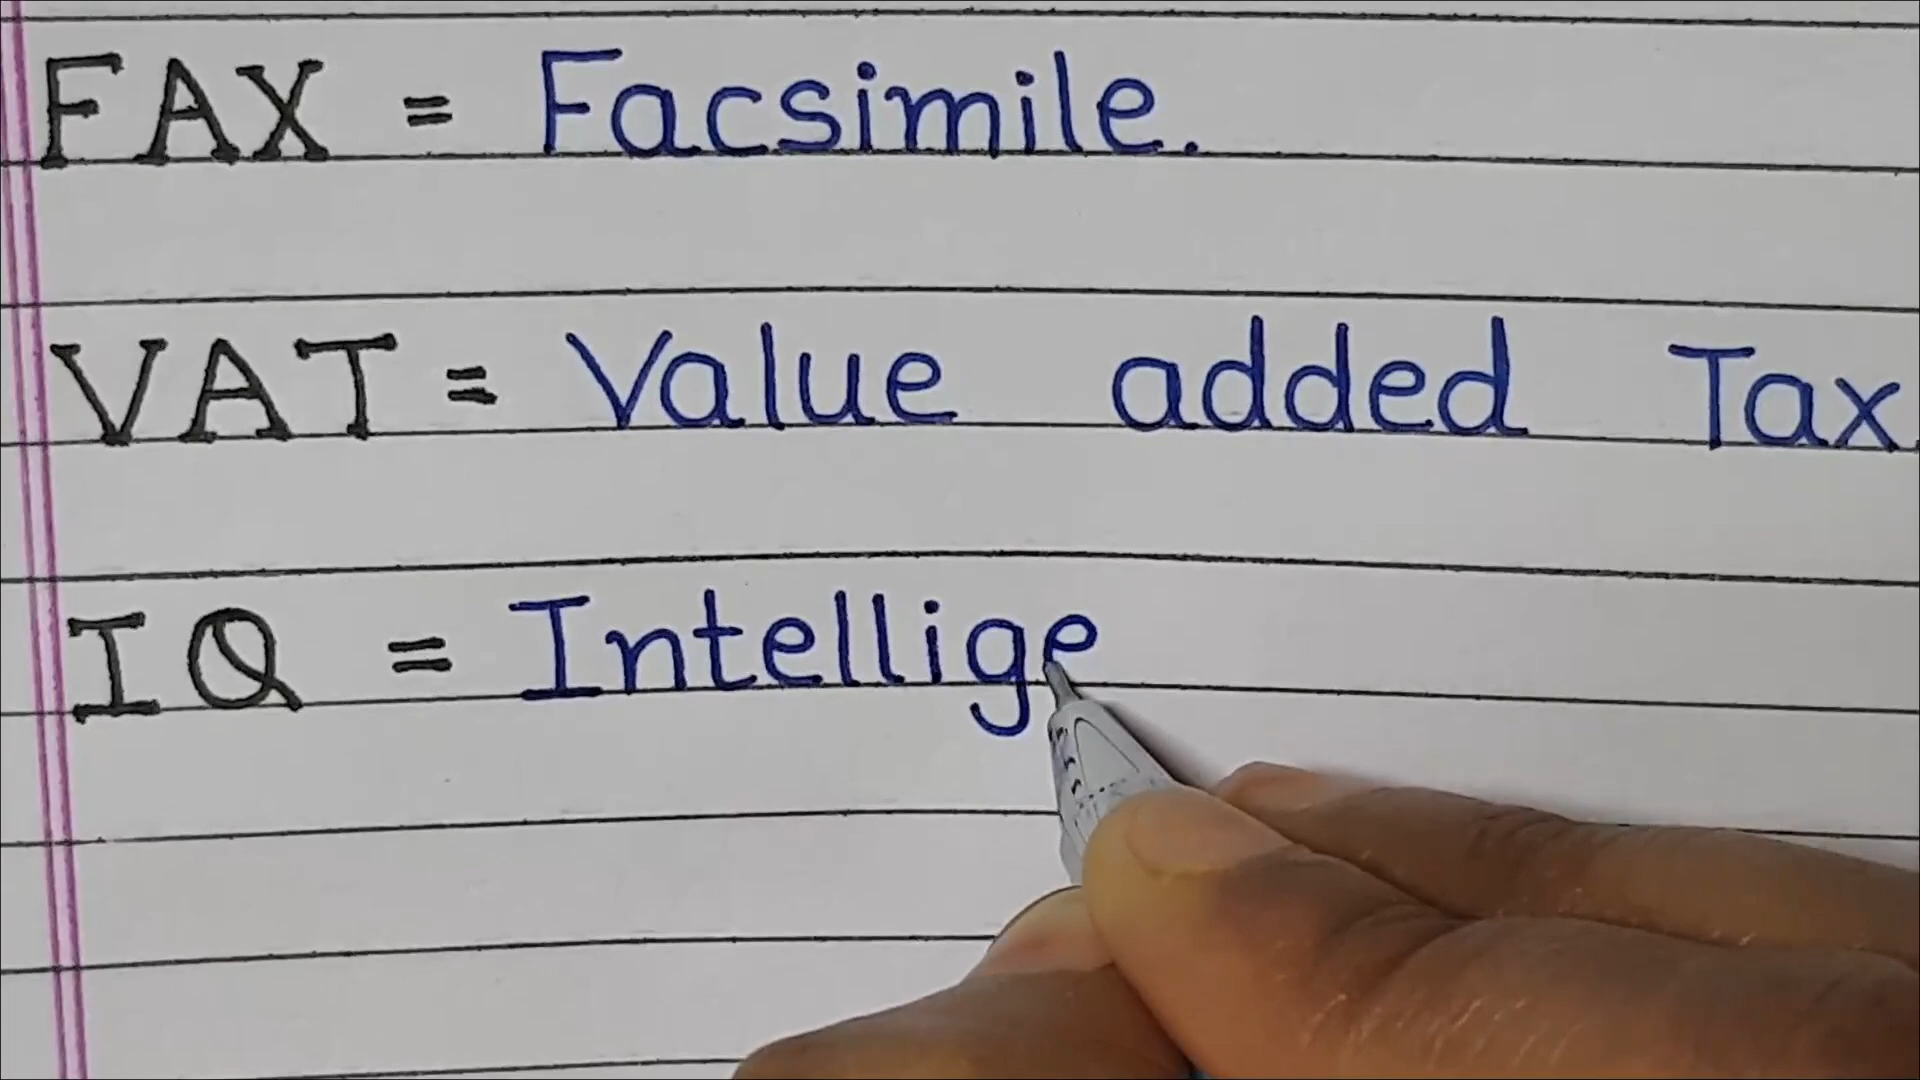 FAX = Facsimile.
VAT = Value added Tax
IQ = Intellige